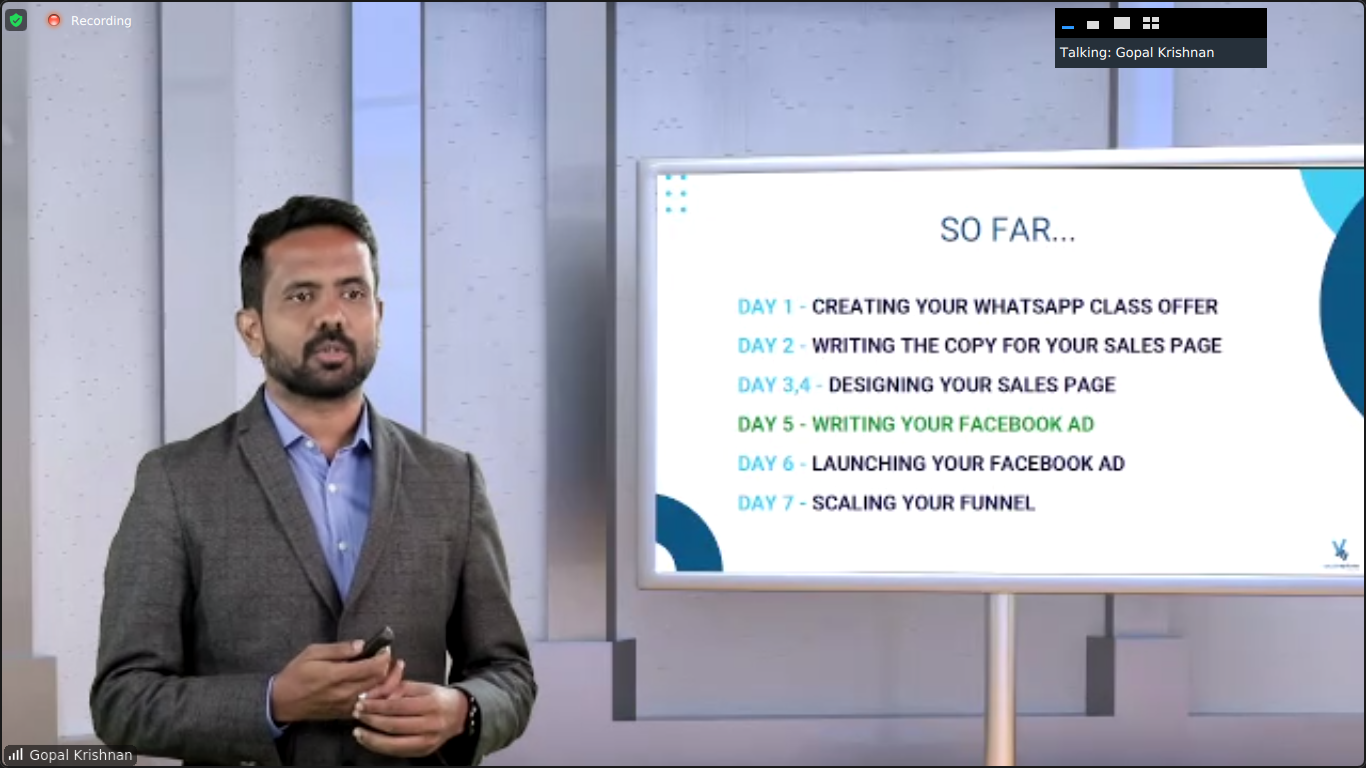 Recording
Talking: Gopal Krishnan
SO FAR...
DAY 1 - CREATING YOUR WHATSAPP CLASS OFFER
DAY 2 - WRITING THE COPY FOR YOUR SALES PAGE
DAY 3,4 - DESIGNING YOUR SALES PAGE
DAY 5 - WRITING YOUR FACEBOOK AD
DAY 6 - LAUNCHING YOUR FACEBOOK AD
DAY 7 - SCALING YOUR FUNNEL
Gopal Krishnan